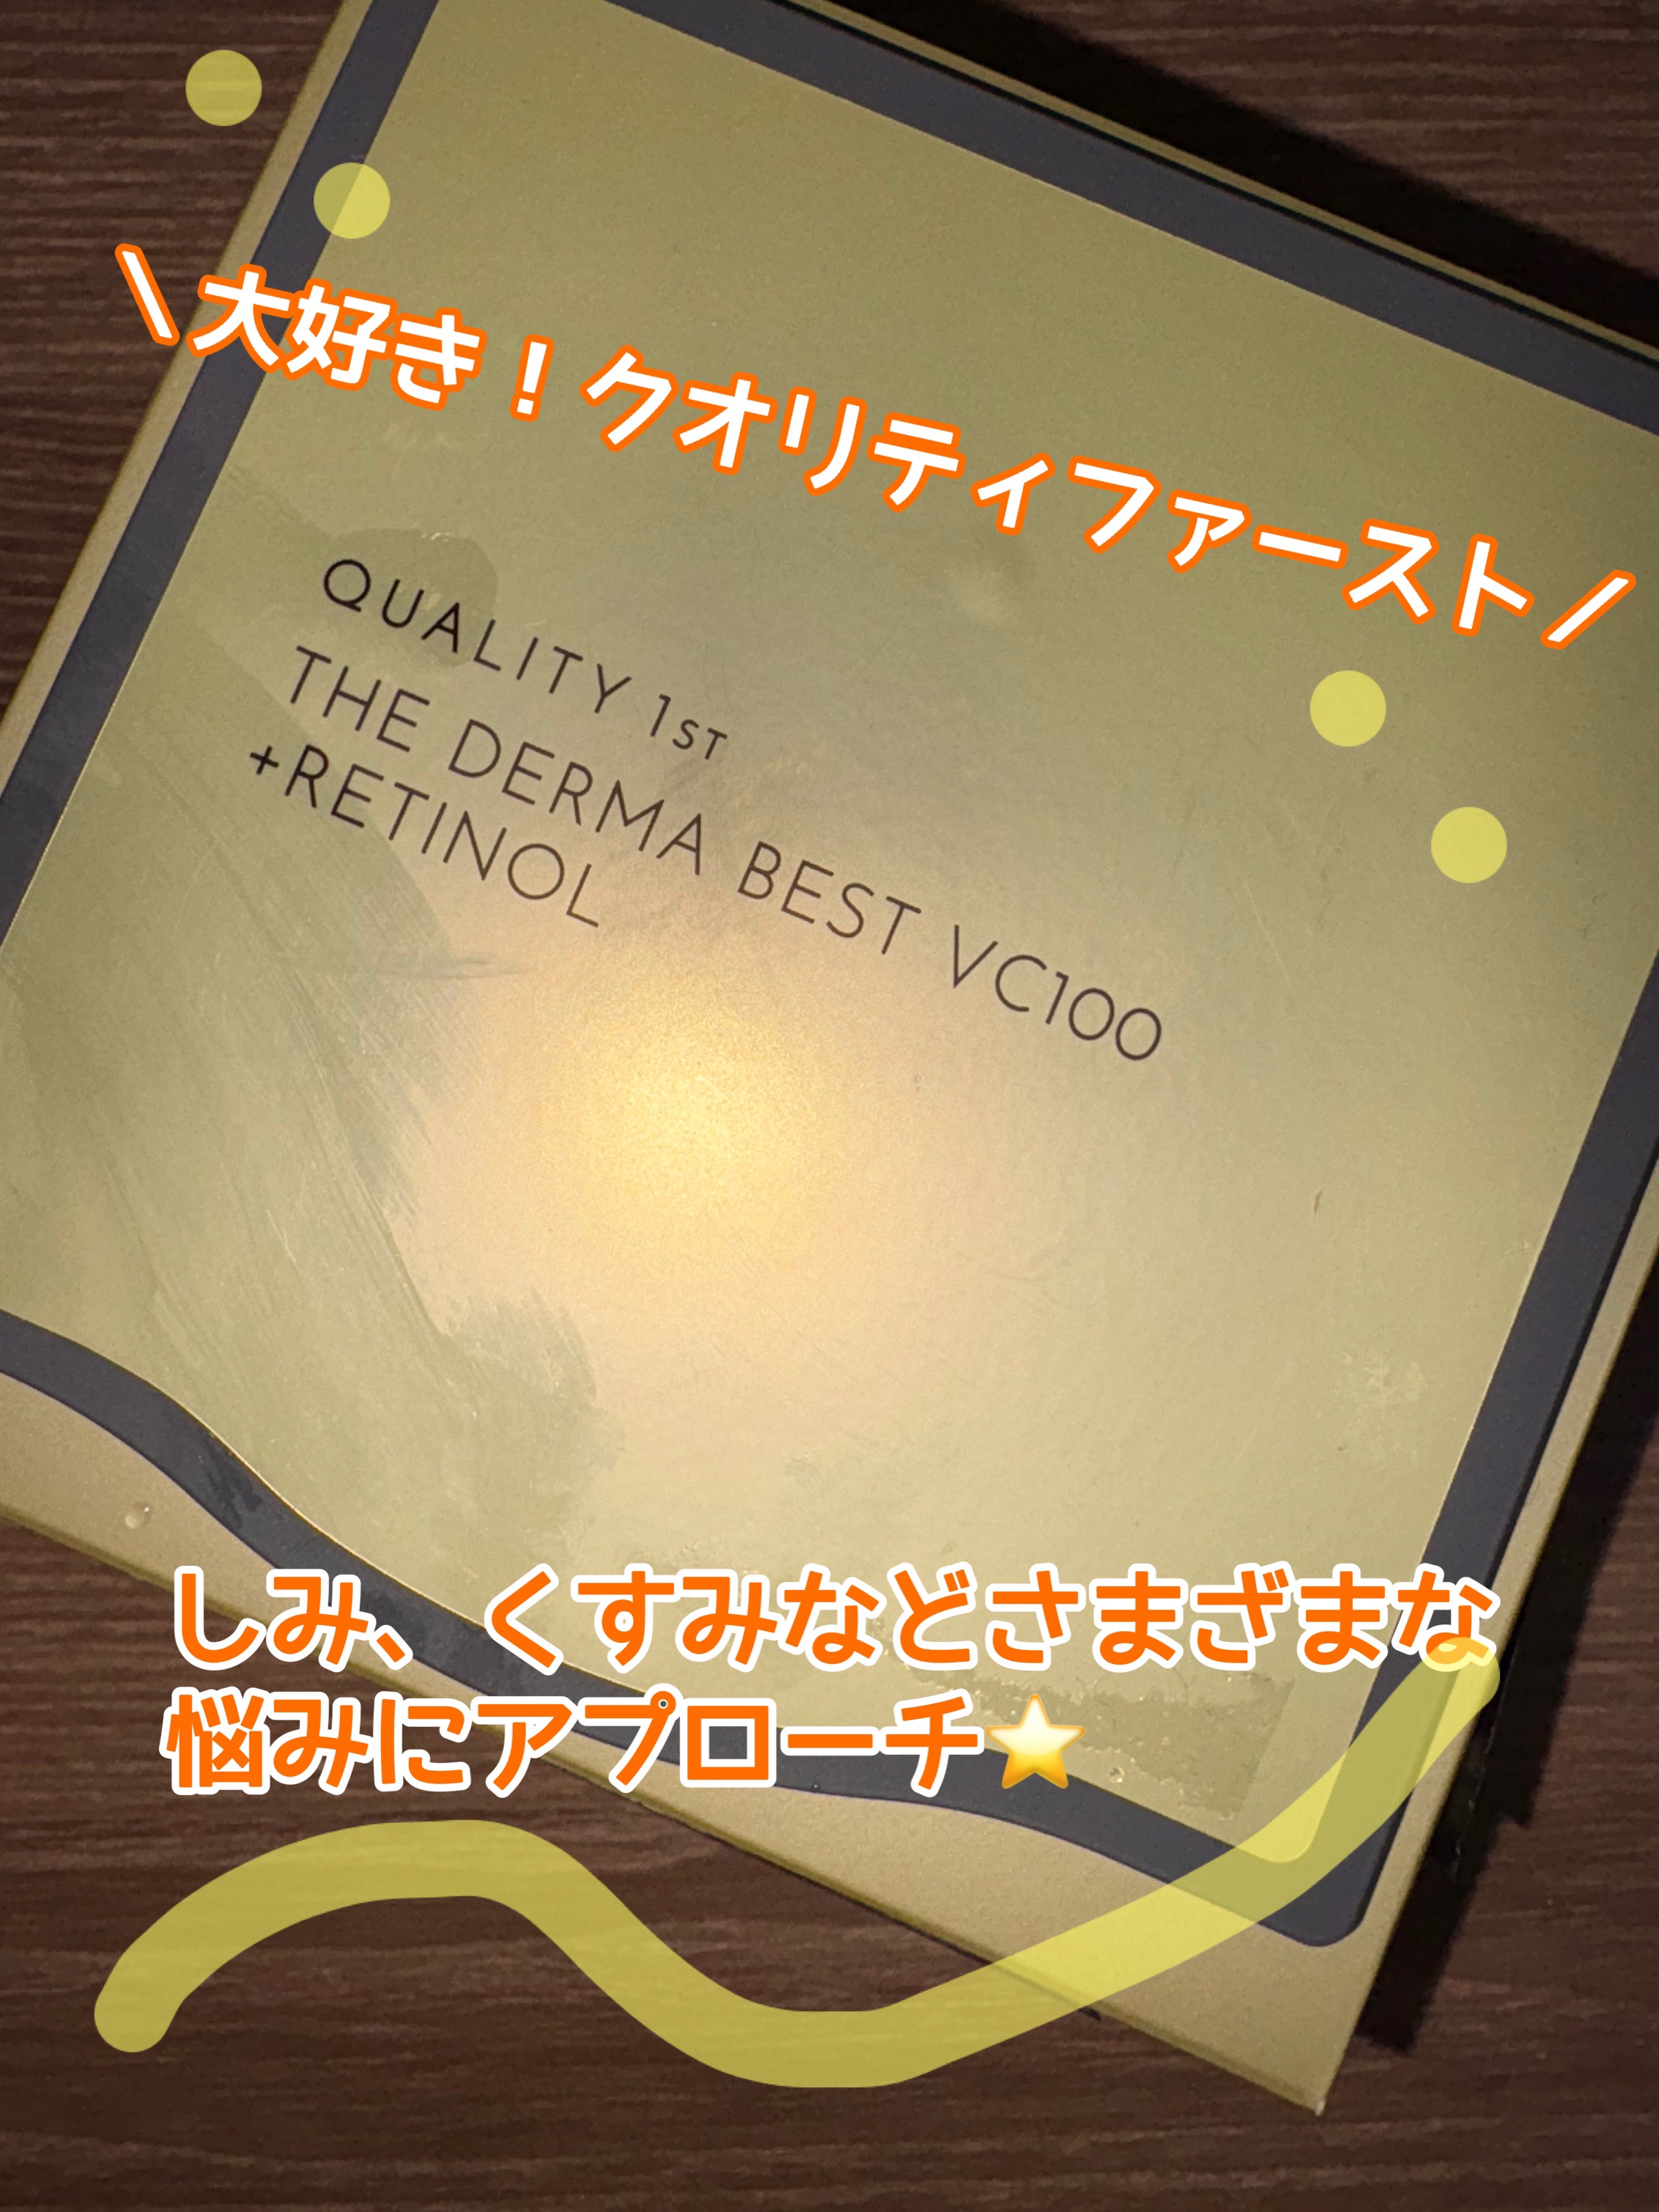 \大好き!クオリティファースト/
QUALITY 1ST
THE DERMA BEST VC100
+RETINOL
しみ、くすみなどさまざまな
悩みにアプローチ⭐